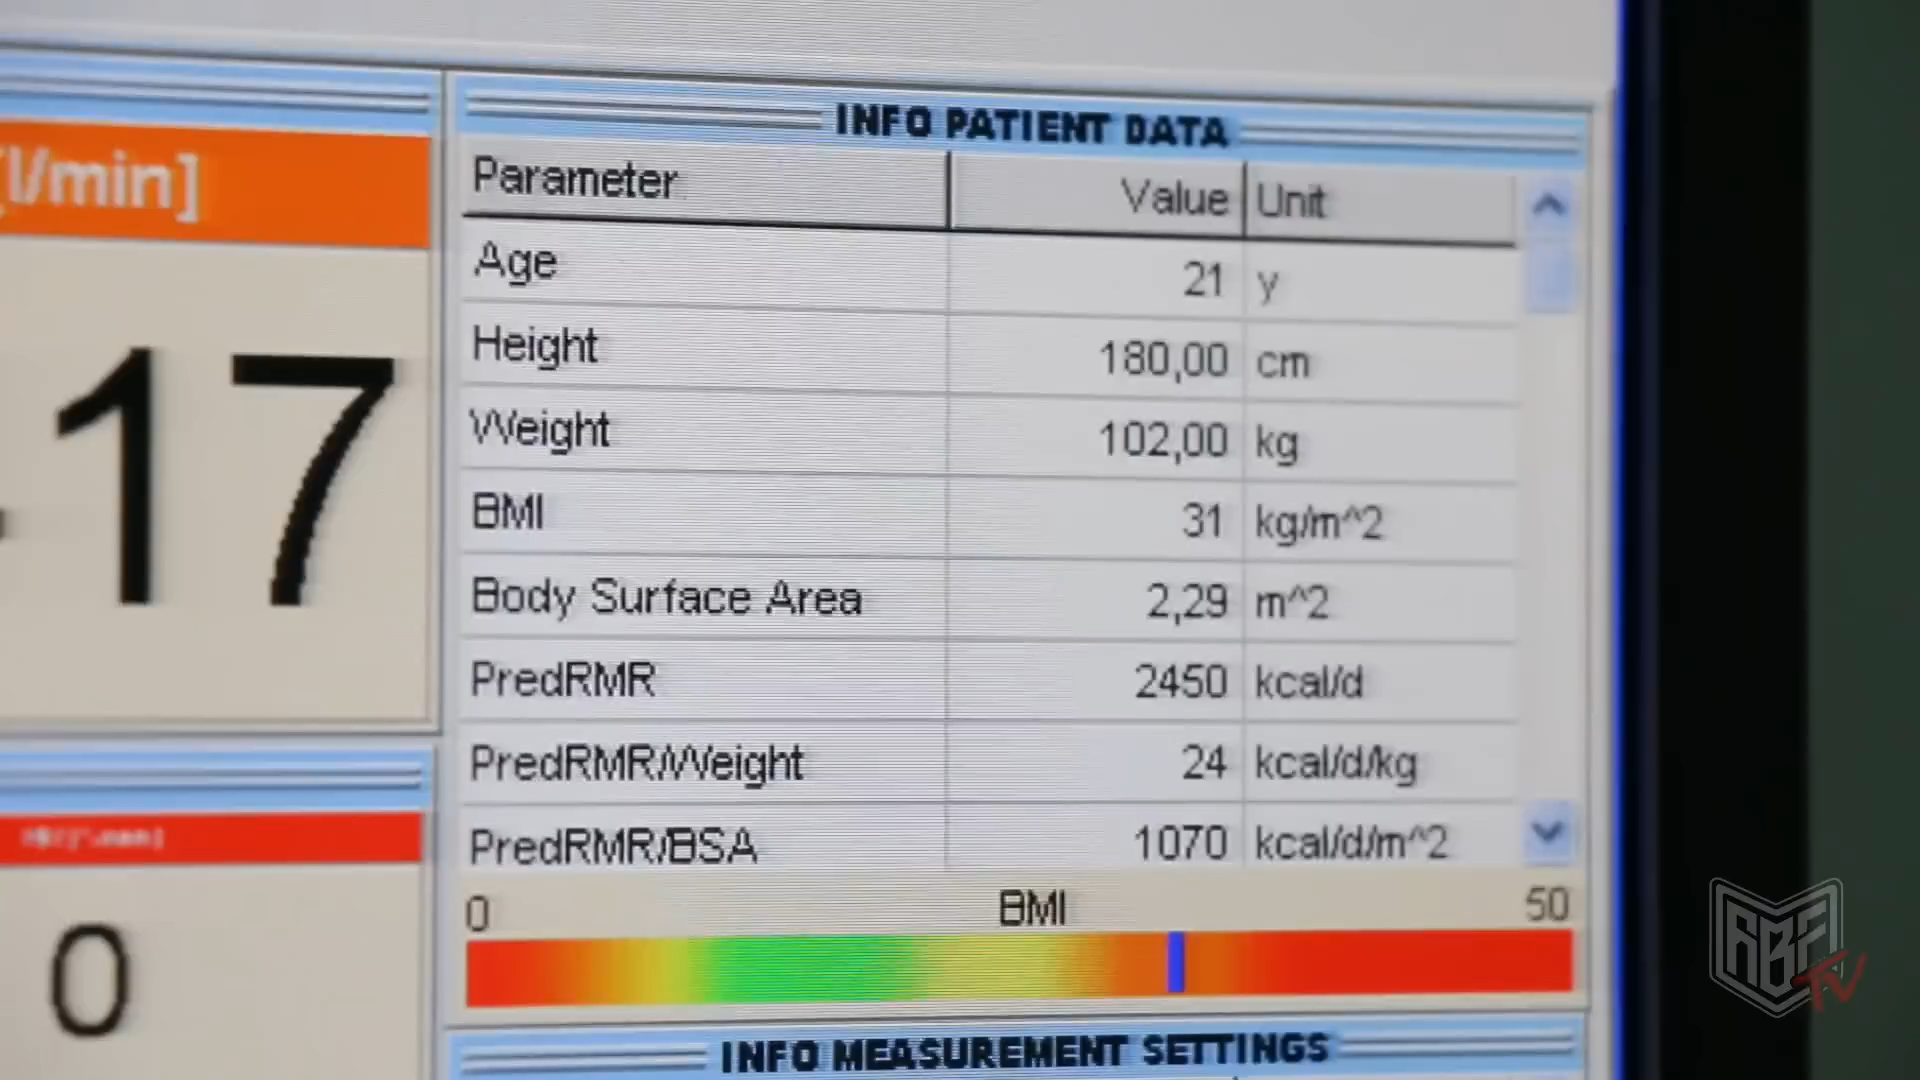 [l/min]
17
0
INFO PATIENT DATA
Parameter Value Unit
Age 21 y
Height 180,00 cm
Weight 102,00 kg
BMI 31 kg/m^2
Body Surface Area 2,29 m^2
PredRMR 2450 kcal/d
PredRMR/Weight 24 kcal/d/kg
PredRMR/BSA 1070 kcal/d/m^2
0 BMI 50
INFO MEASUREMENT SETTINGS
ABF
TV